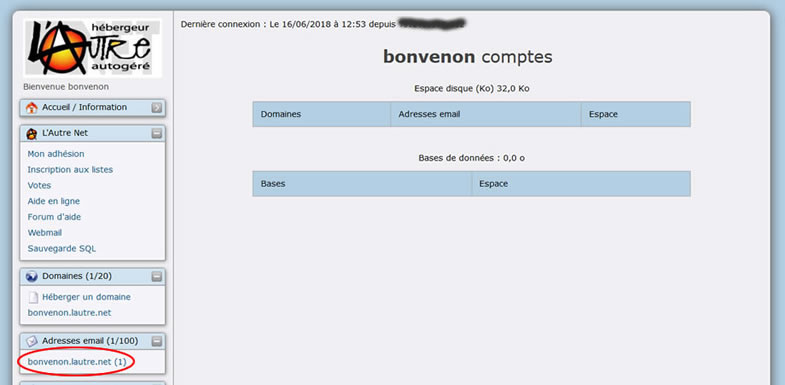 Dernière connexion : Le 16/06/2018 à 12:53 depuis
hébergeur
L'AUTRE
autogéré
Bienvenue bonvenon
Accueil / Information
L'Autre Net
Mon adhésion
Inscription aux listes
Votes
Aide en ligne
Forum d'aide
Webmail
Sauvegarde SQL
Domaines (1/20)
Héberger un domaine
bonvenon.lautre.net
Adresses email (1/100)
bonvenon.lautre.net (1)
bonvenon comptes
Espace disque (Ko) 32,0 Ko
Domaines Adresses email Espace
Bases de données : 0,0 o
Bases Espace